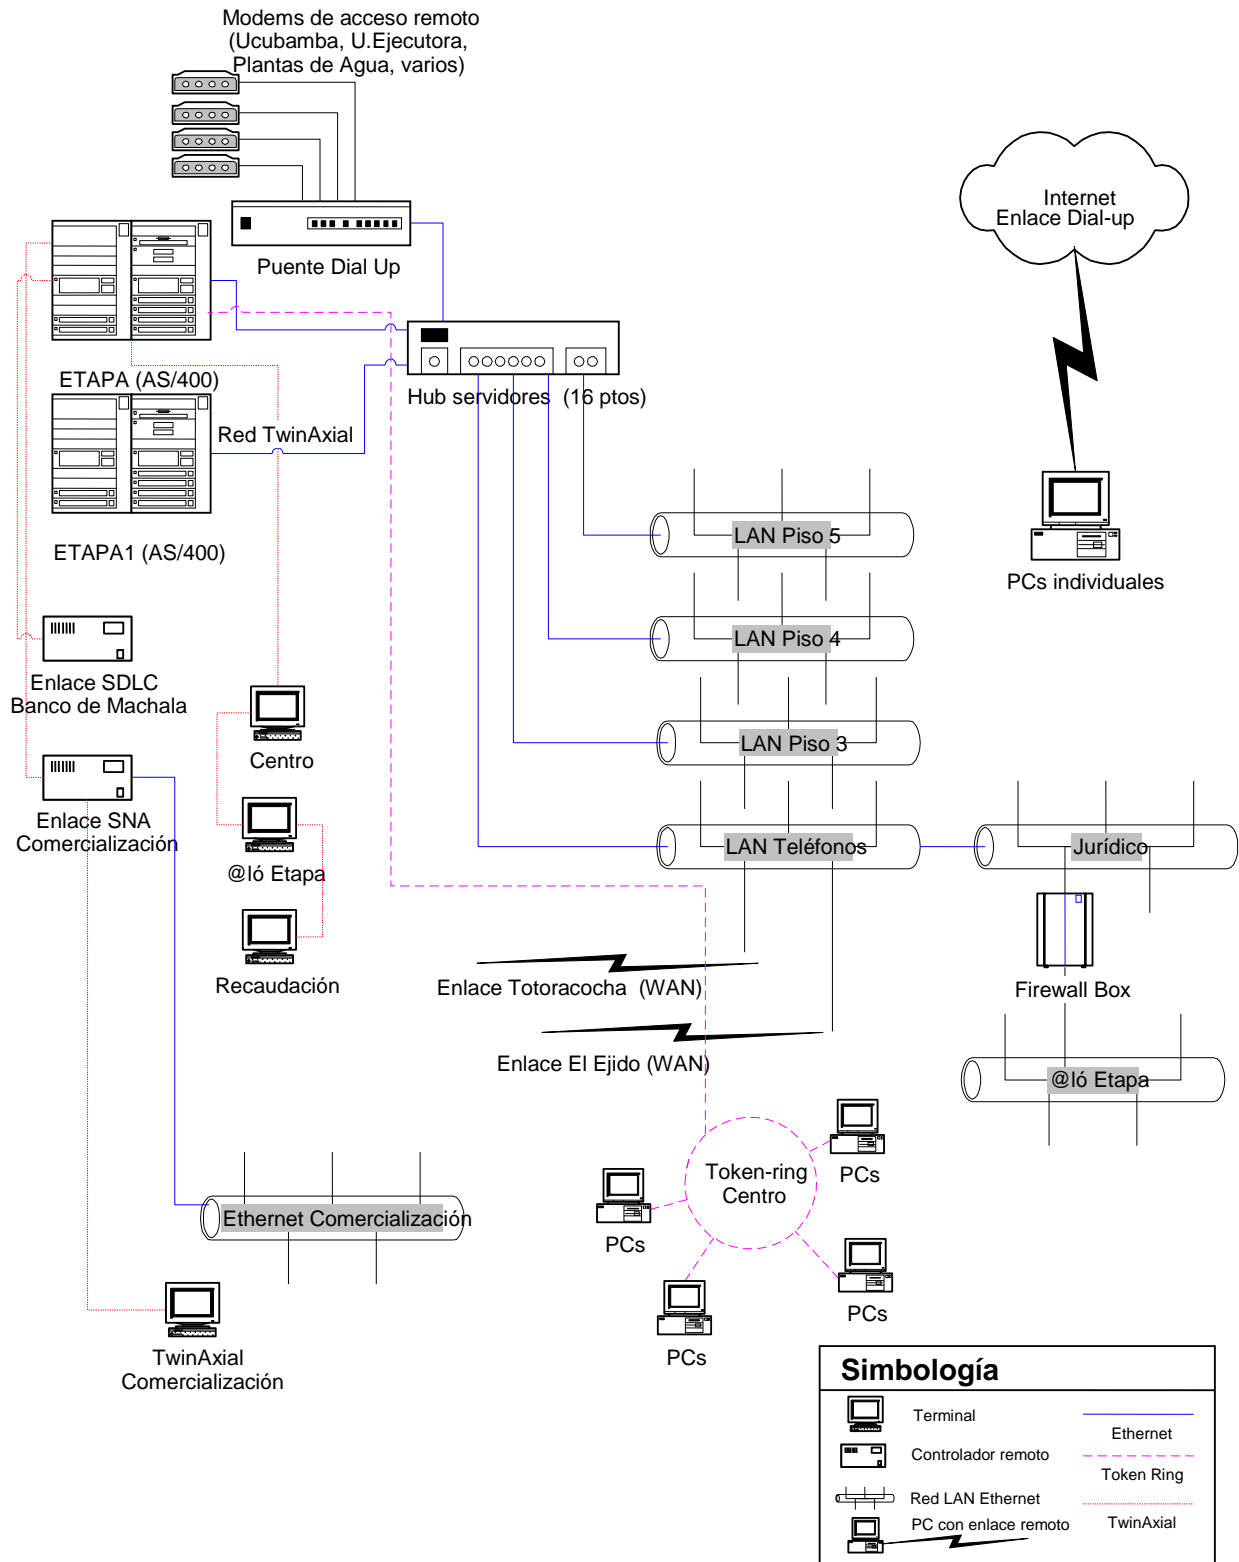 Modems de acceso remoto
(Ucubamba, U.Ejecutora,
Plantas de Agua, varios)
Puente Dial Up
Internet
Enlace Dial-up
ETAPA (AS/400)
Hub servidores (16 ptos)
Red TwinAxial
ETAPA1 (AS/400)
LAN Piso 5
PCs individuales
LAN Piso 4
Enlace SDLC
Banco de Machala
LAN Piso 3
Centro
Enlace SNA
Comercialización
LAN Teléfonos
Jurídico
@ló Etapa
Recaudación
Enlace Totoracocha (WAN)
Firewall Box
Enlace El Ejido (WAN)
@ló Etapa
Token-ring
Centro
PCs
PCs
PCs
PCs
Ethernet Comercialización
TwinAxial
Comercialización
Simbología
Terminal
Ethernet
Controlador remoto
Token Ring
Red LAN Ethernet
PC con enlace remoto
TwinAxial